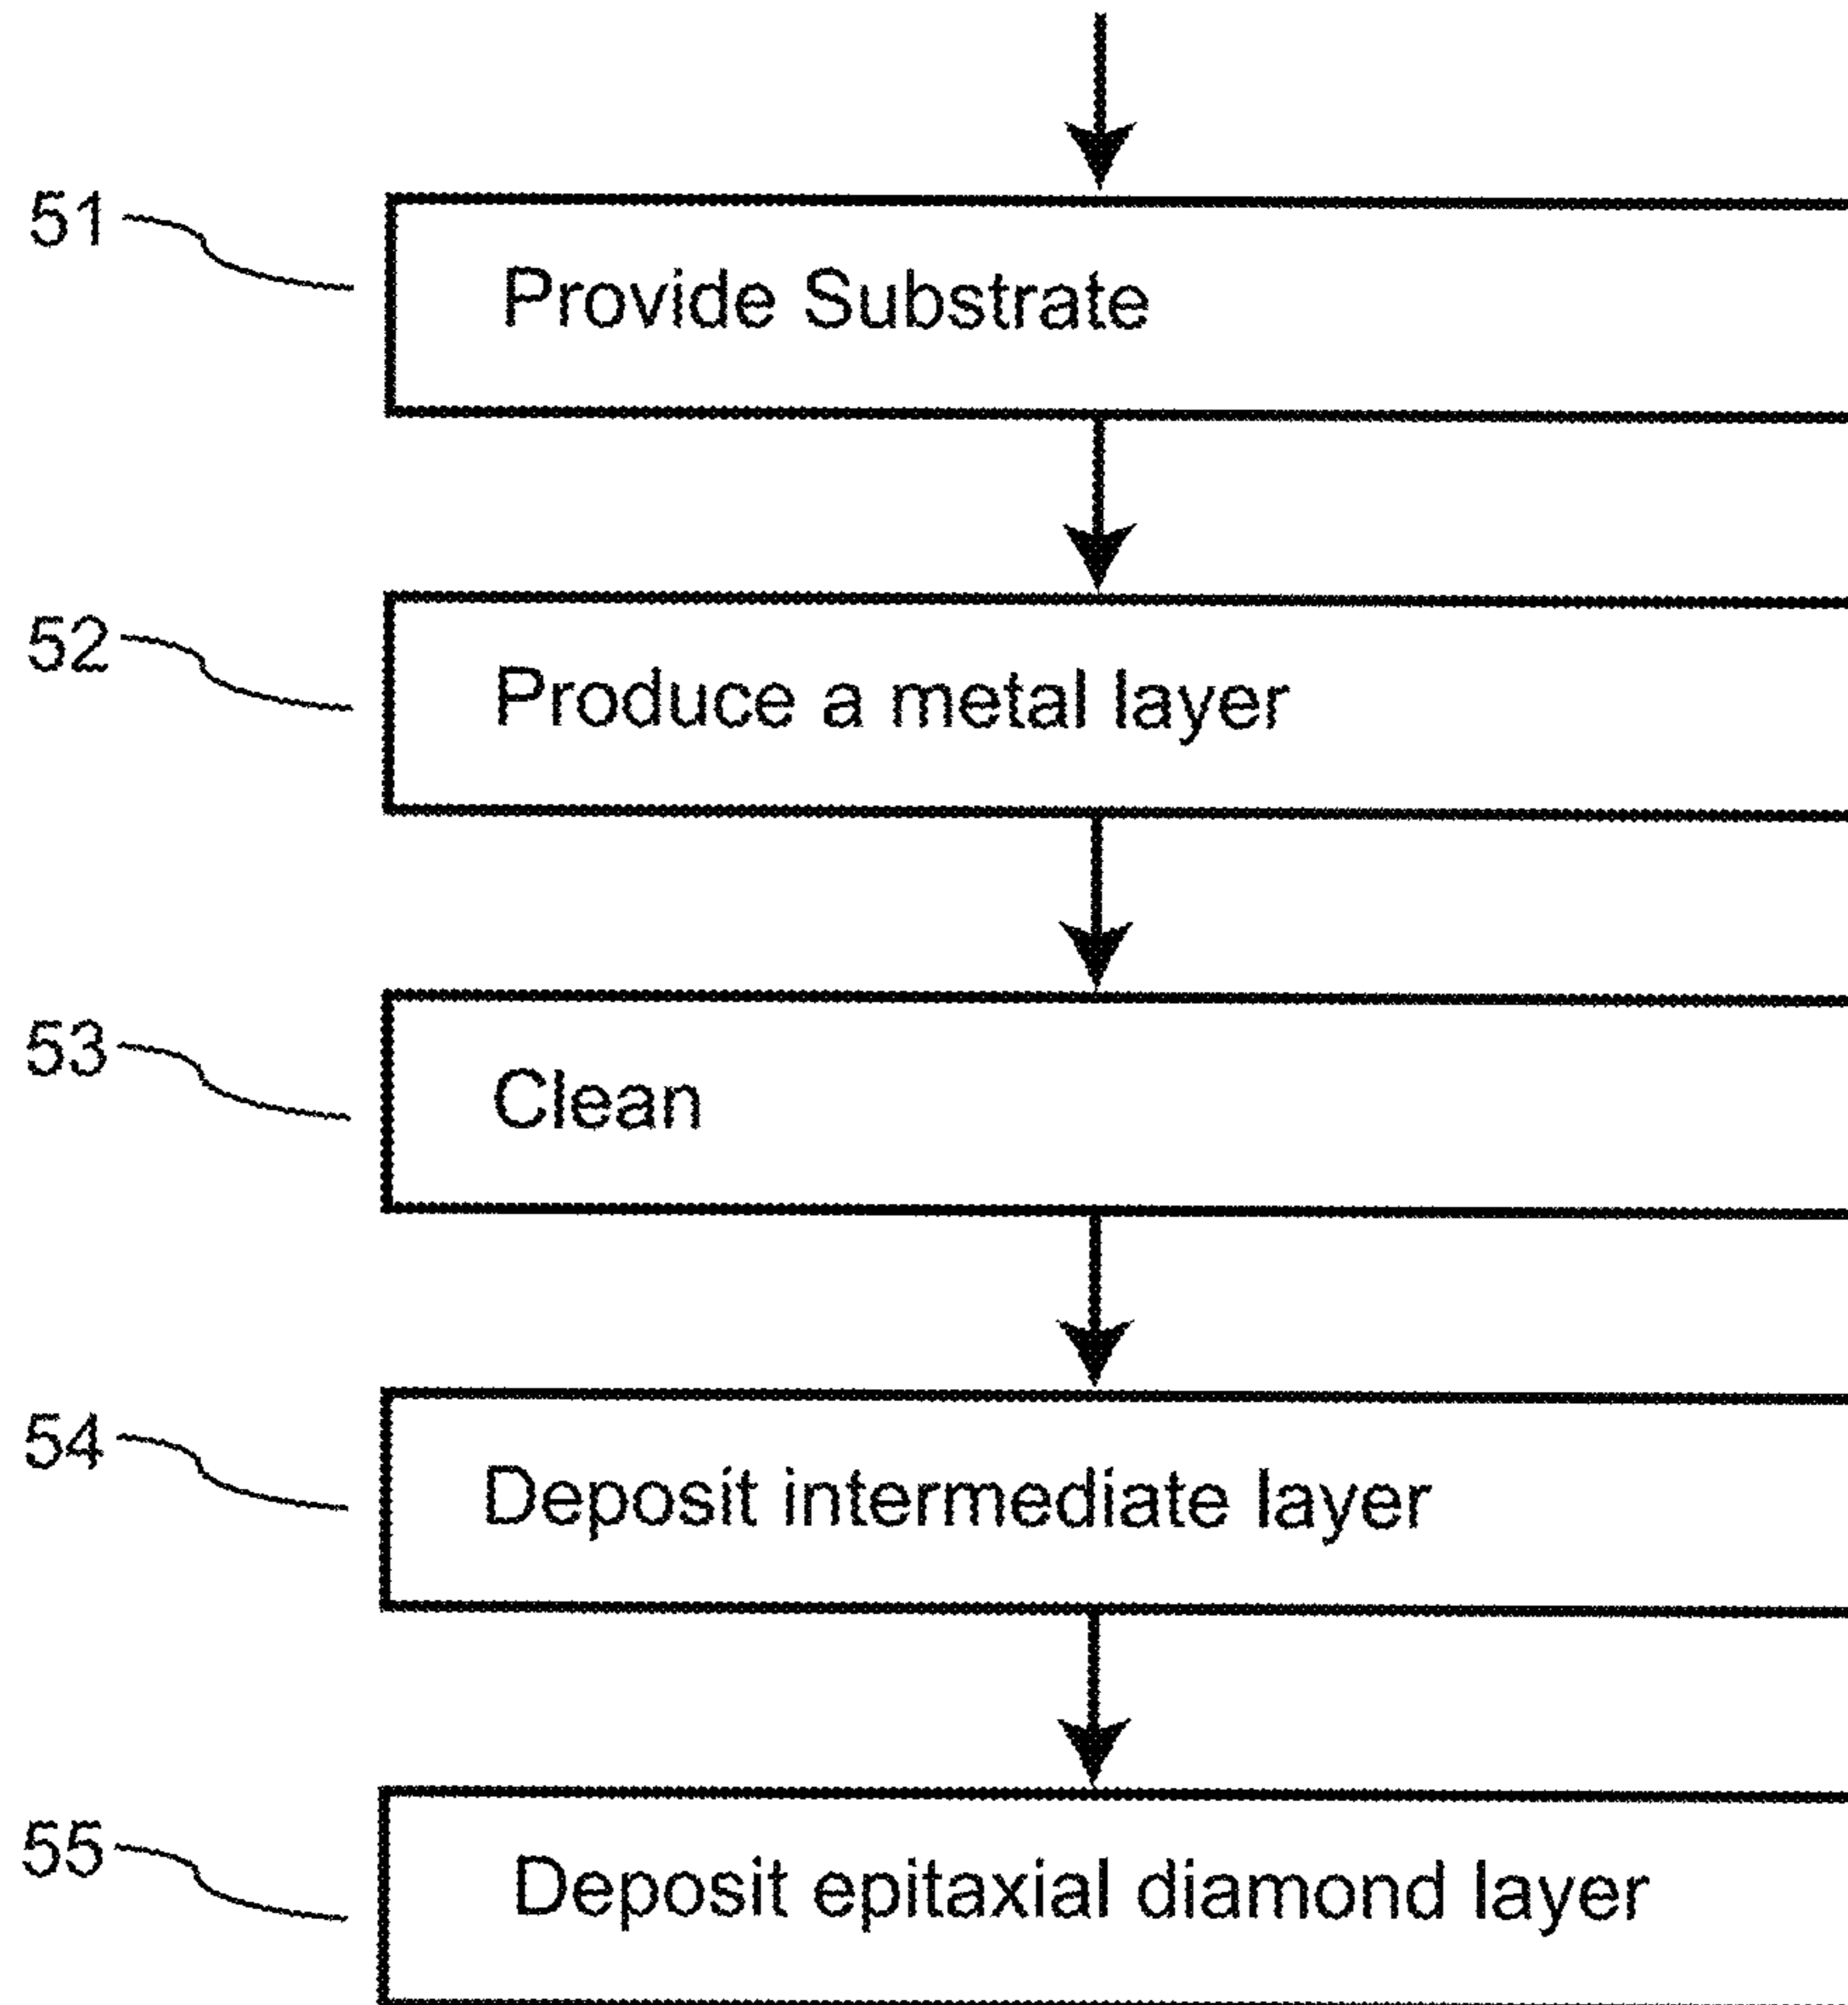 51
Provide Substrate
52
Produce a metal layer
53
Clean
54
Deposit intermediate layer
55
Deposit epitaxial diamond layer